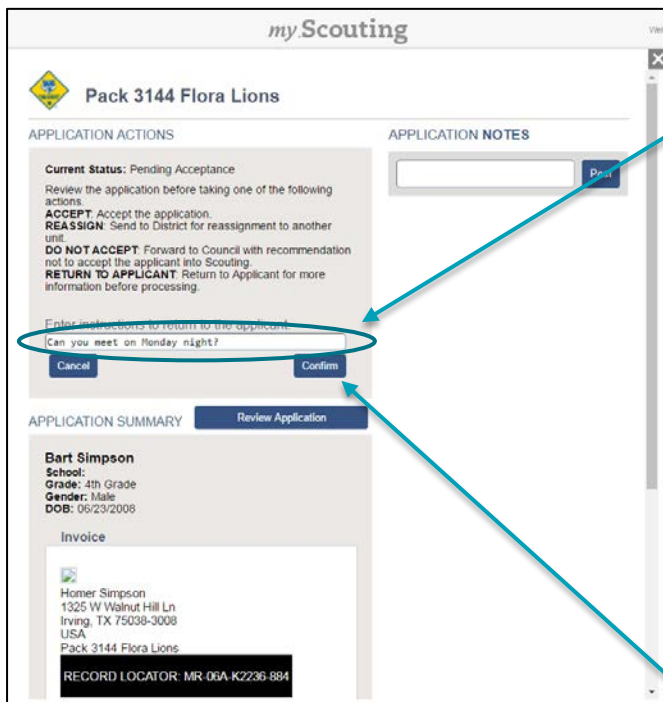 my.Scouting
Pack 3144 Flora Lions
APPLICATION ACTIONS
Current Status: Pending Acceptance
Review the application before taking one of the following
actions.
ACCEPT: Accept the application.
REASSIGN: Send to District for reassignment to another
unit.
DO NOT ACCEPT: Forward to Council with recommendation
not to accept the applicant into Scouting.
RETURN TO APPLICANT: Return to Applicant for more
information before processing.
Enter instructions to return to the applicant.
Can you meet on Monday night?
Cancel
Confirm
APPLICATION NOTES
Post
APPLICATION SUMMARY
Review Application
Bart Simpson
School:
Grade: 4th Grade
Gender: Male
DOB: 06/23/2008
Invoice
Homer Simpson
1325 W Walnut Hill Ln
Irving, TX 75038-3008
USA
Pack 3144 Flora Lions
RECORD LOCATOR: MR-06A-K2236-884